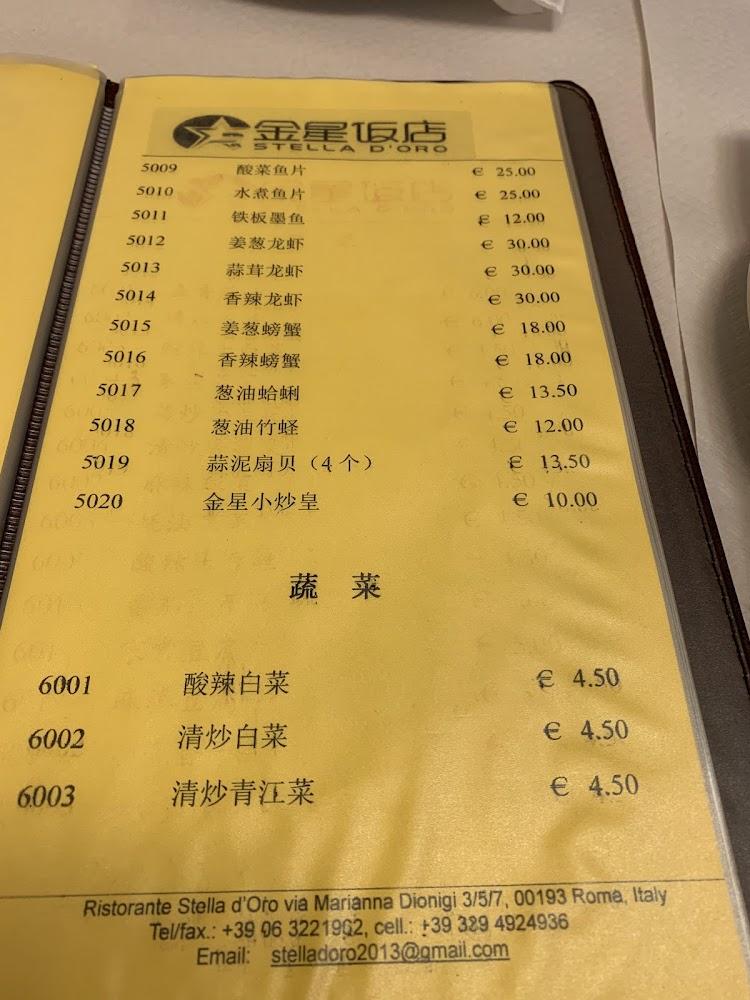 金星饭店
STELLA D'ORO
5009 酸菜鱼片 € 25.00
5010 水煮鱼片 € 25.00
5011 铁板墨鱼 € 12.00
5012 姜葱龙虾 € 30.00
5013 蒜茸龙虾 € 30.00
5014 香辣龙虾 € 30.00
5015 姜葱螃蟹 € 18.00
5016 香辣螃蟹 € 18.00
5017 葱油蛤蜊 € 13.50
5018 葱油竹蛏 € 12.00
5019 蒜泥扇贝（4个） € 13.50
5020 金星小炒皇 € 10.00
蔬 菜
6001 酸辣白菜 € 4.50
6002 清炒白菜 € 4.50
6003 清炒青江菜 € 4.50
Ristorante Stella d'Oro via Marianna Dionigi 3/5/7, 00193 Roma, Italy
Tel/fax.: +39 06 3221902, cell.: +39 329 4924936
Email: stelladoro2013@gmail.com